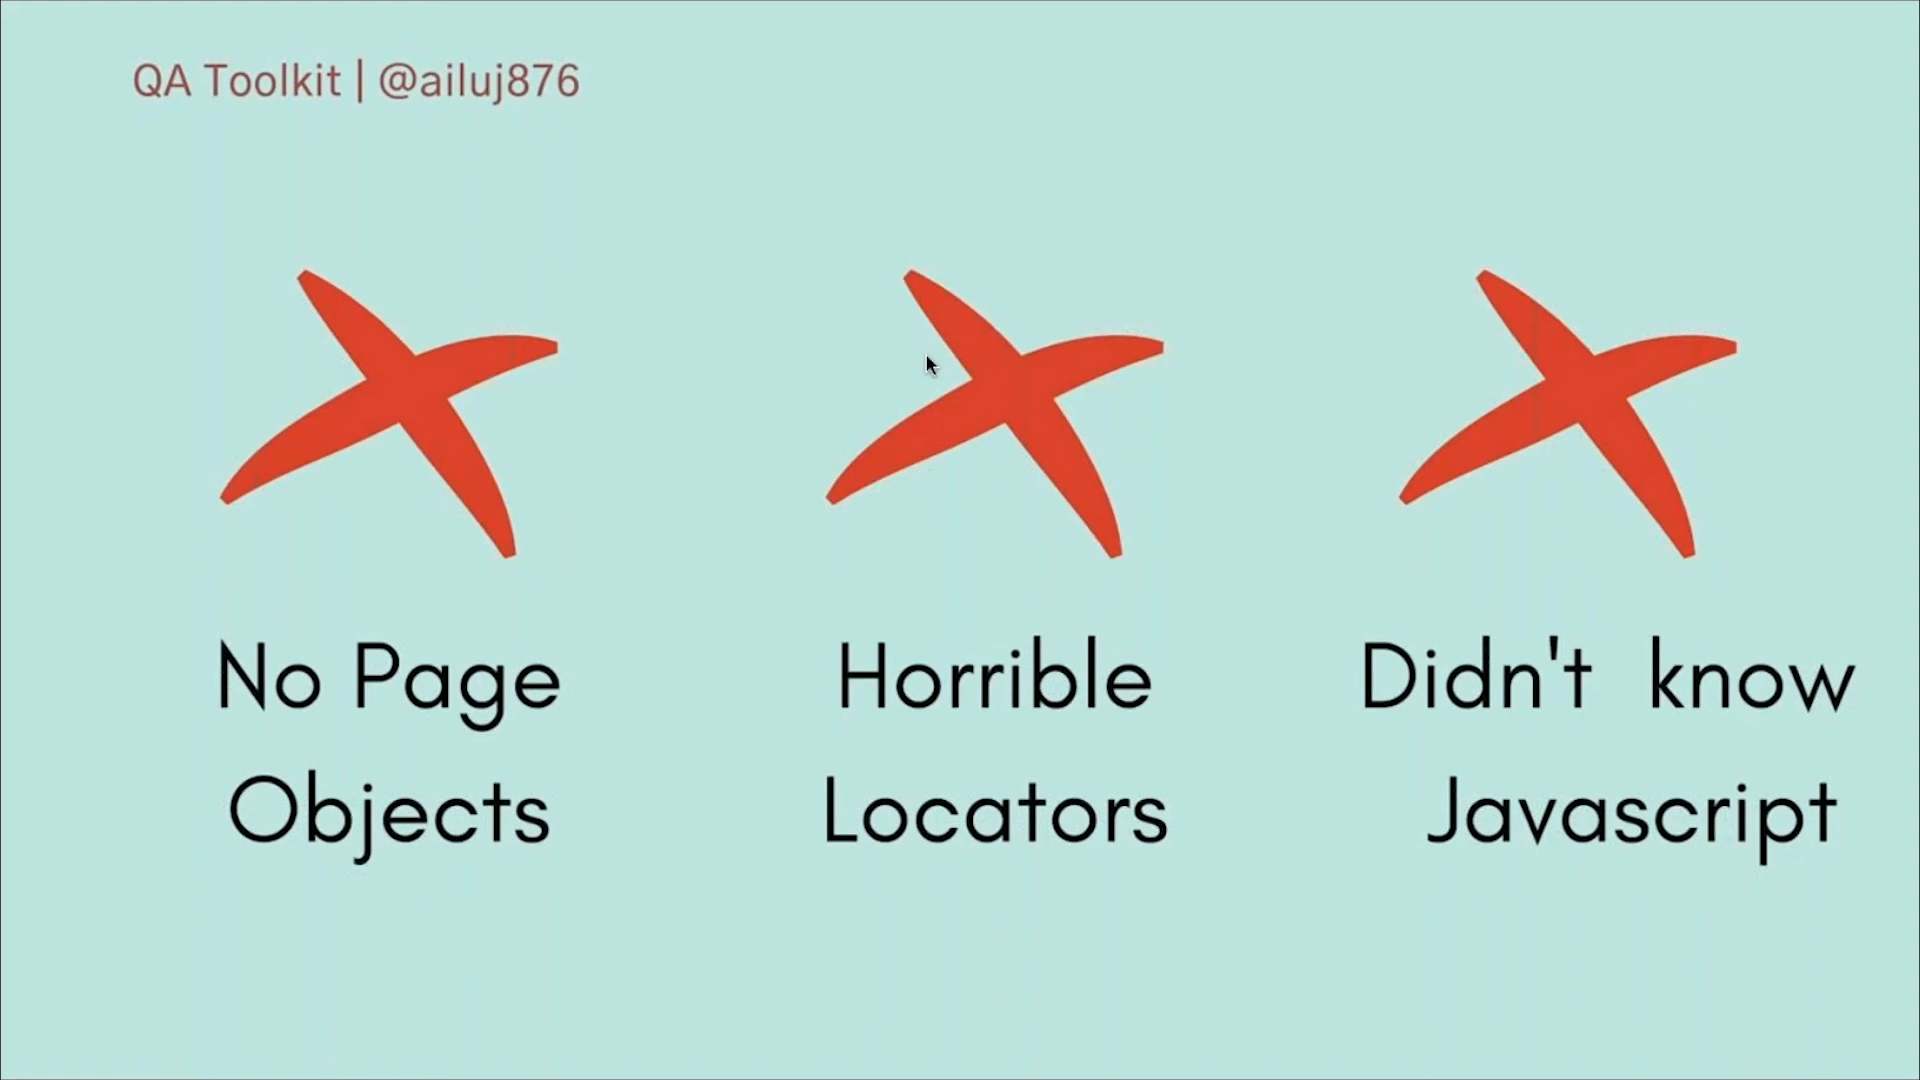 QA Toolkit | @ailuj876
No Page
Objects
Horrible
Locators
Didn't know
Javascript